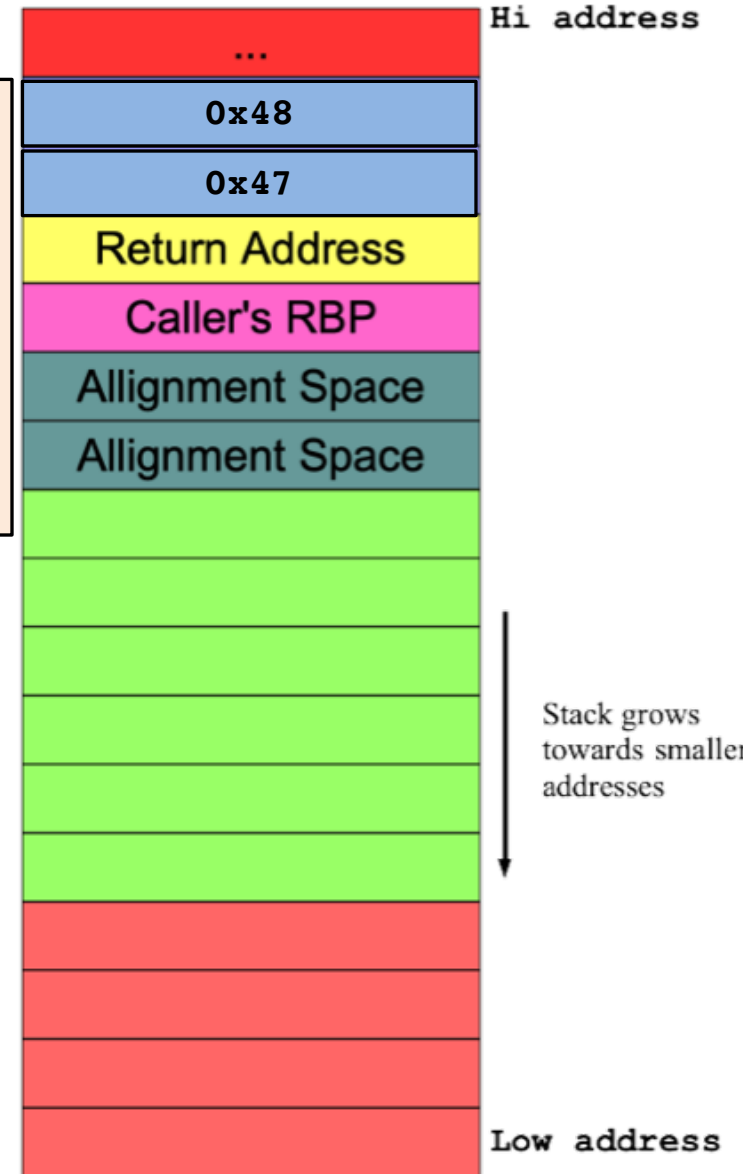 Hi address
...
0x48
0x47
Return Address
Caller's RBP
Allignment Space
Allignment Space
Stack grows
towards smaller
addresses
Low address